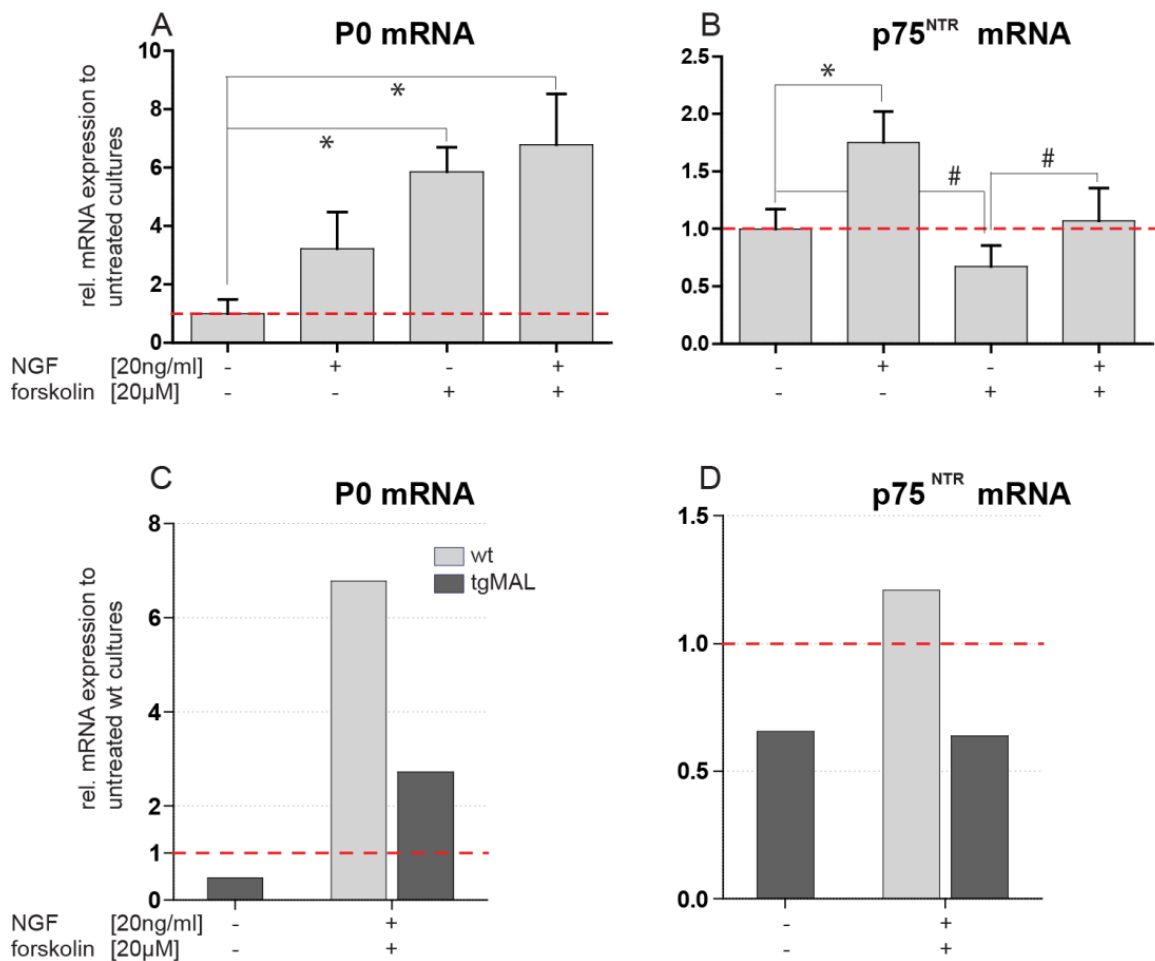 A
P0 mRNA
rel. mRNA expression to
untreated cultures
10
8
6
4
2
0
*
*
NGF [20ng/ml] - + - +
forskolin [20µM] - - + +
B
p75NTR mRNA
2.5
2.0
1.5
1.0
0.5
0.0
*
#
#
- + - +
- - + +
C
P0 mRNA
rel. mRNA expression to
untreated wt cultures
8
6
4
2
1
0
wt
tgMAL
NGF [20ng/ml] - +
forskolin [20µM] - +
D
p75 NTR mRNA
1.5
1.0
0.5
0.0
- +
- +